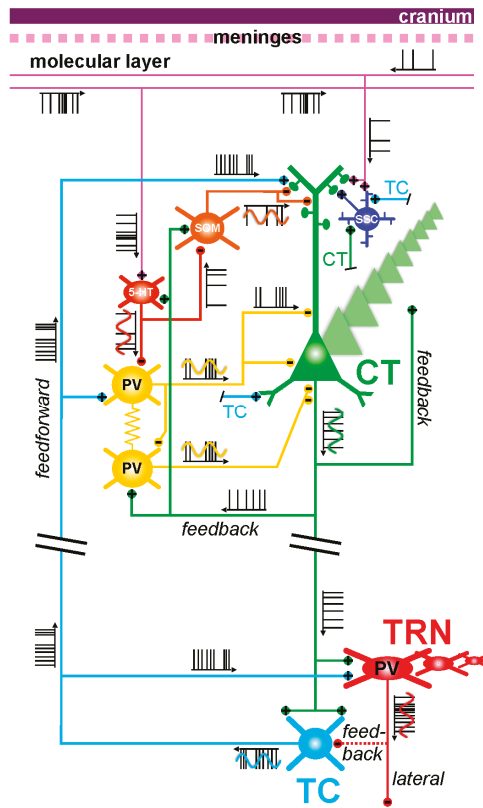 cranium
meninges
molecular layer
TC
SOM
SSC
CT
5-HT
PV
CT
TC
feedback
feedforward
PV
feedback
TRN
PV
feed-
back
TC
lateral